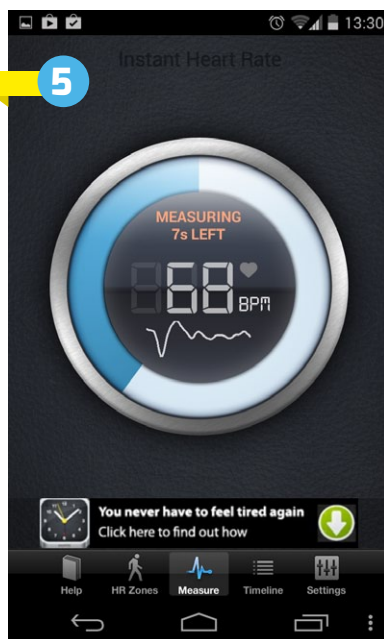 13:30
Instant Heart Rate
5
MEASURING
7s LEFT
68
BPM
You never have to feel tired again
Click here to find out how
Help
HR Zones
Measure
Timeline
Settings